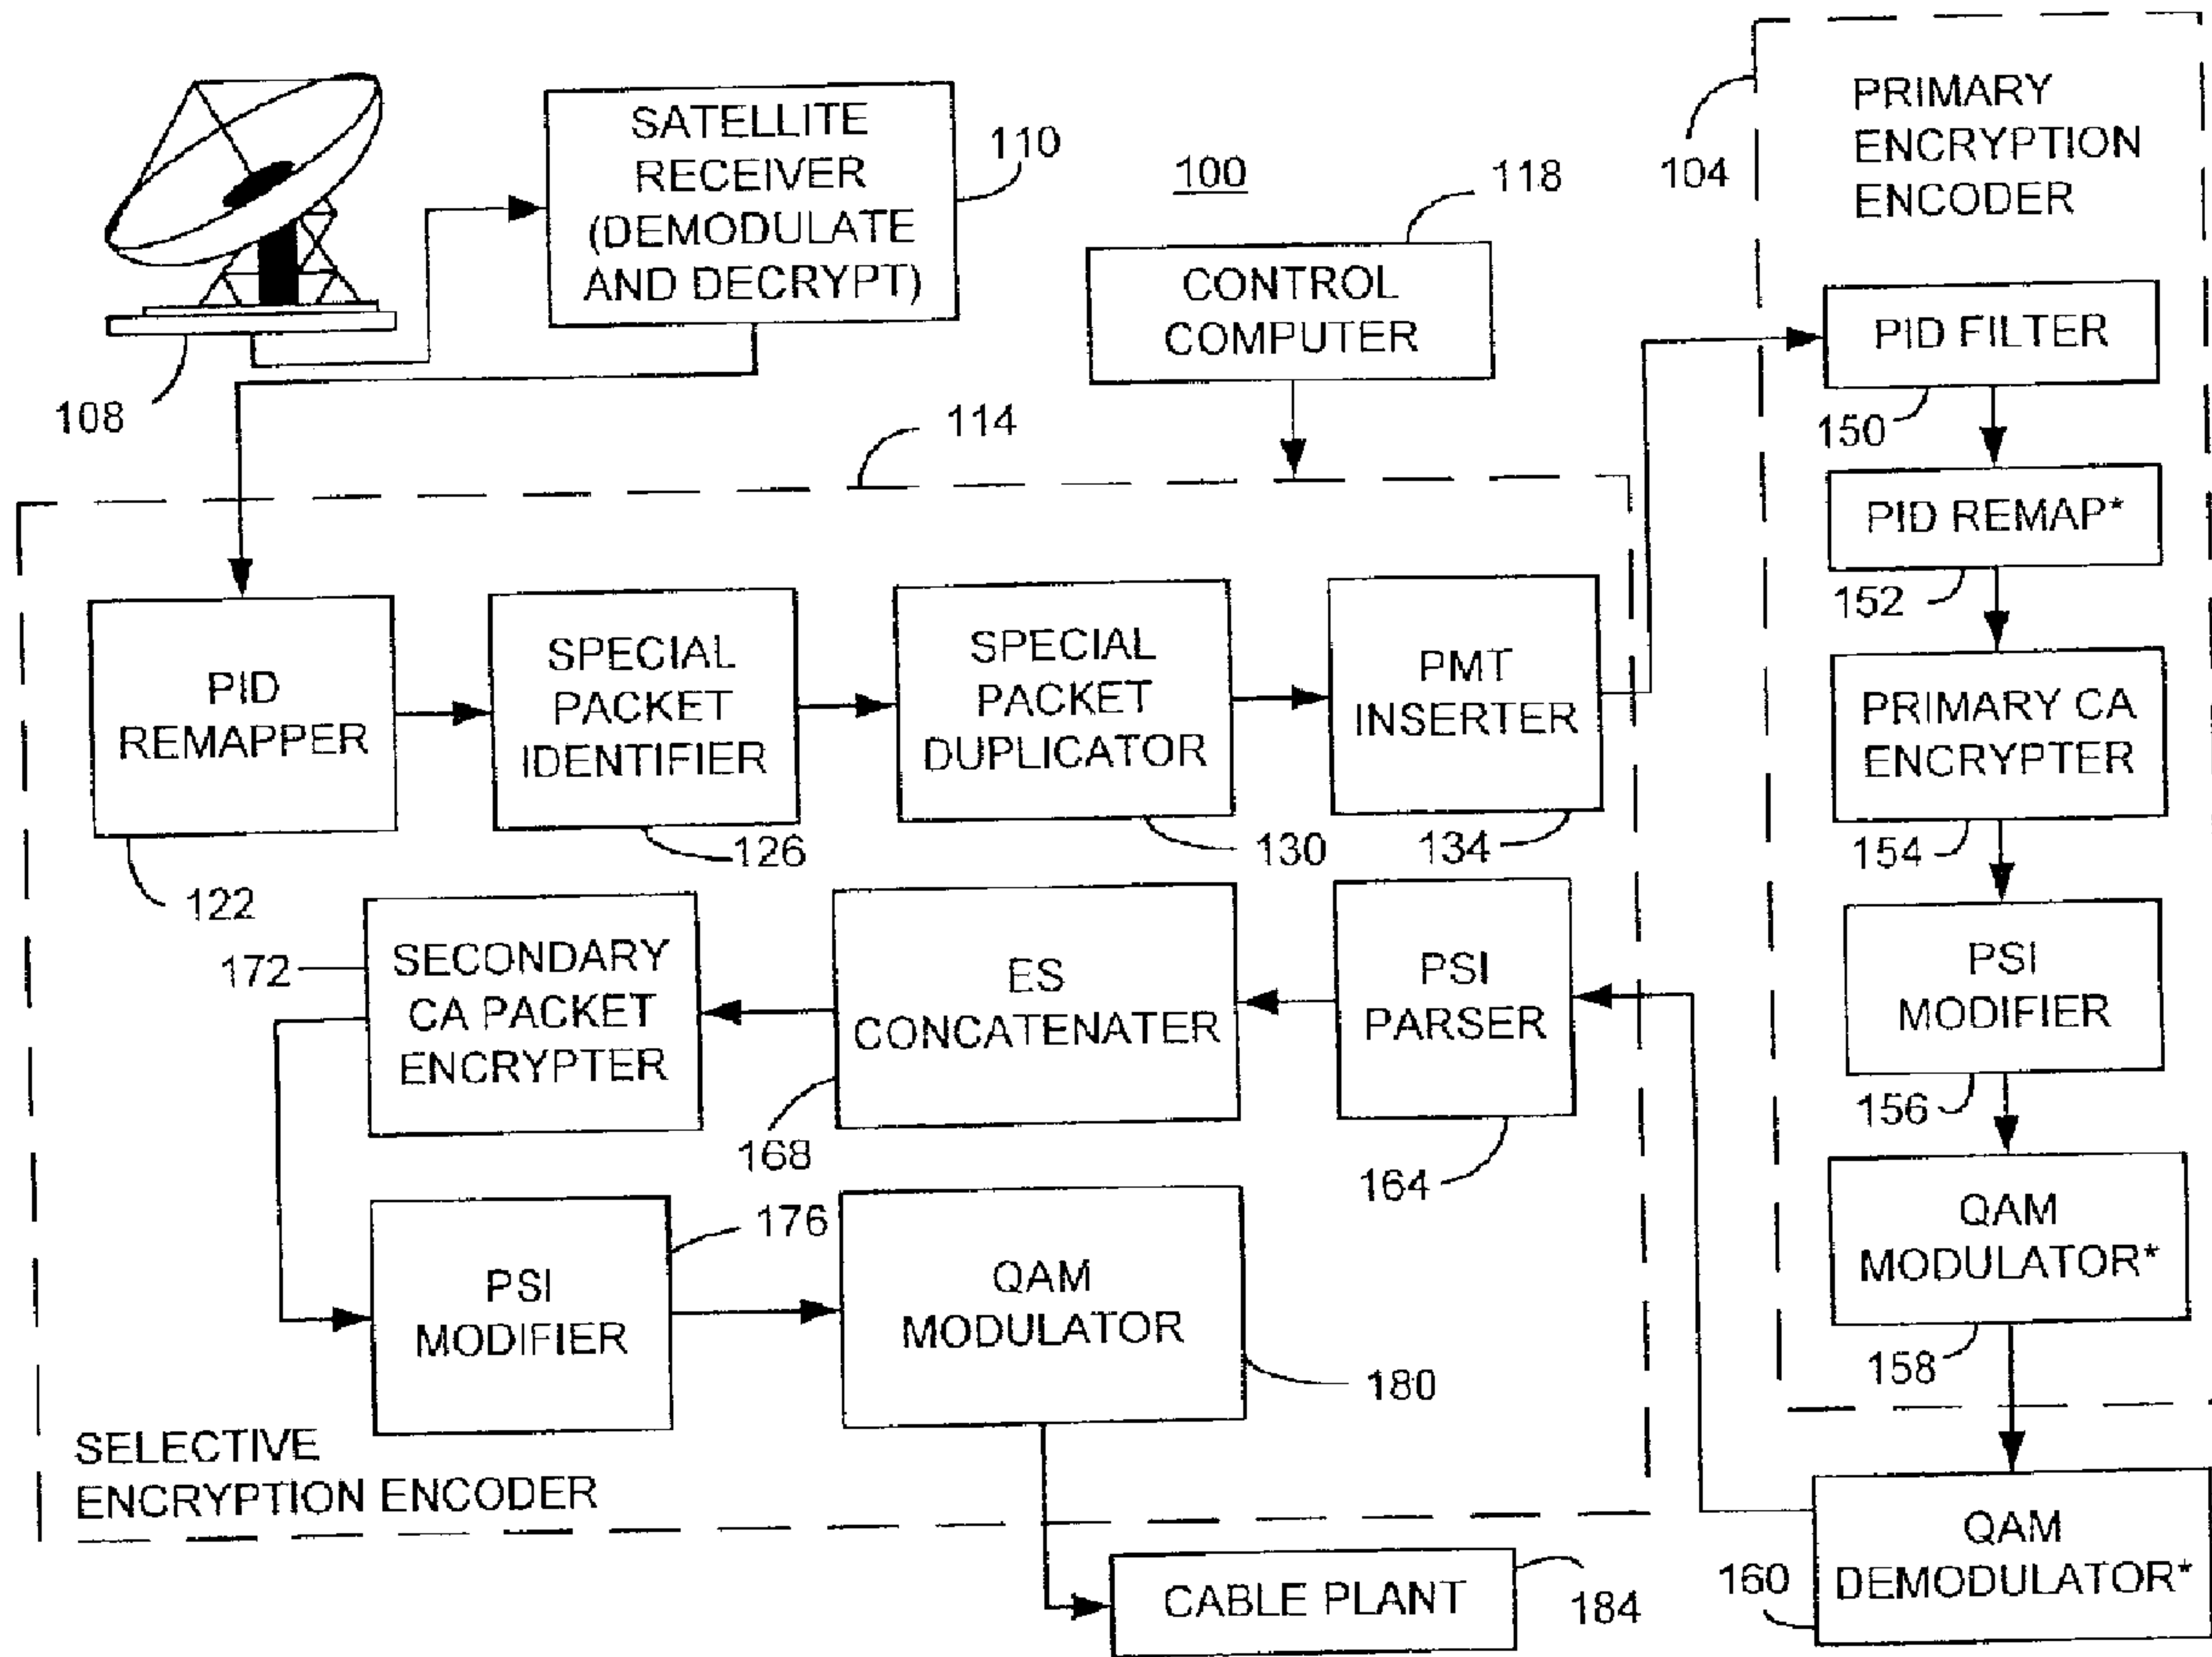 SATELLITE
RECEIVER
(DEMODULATE
AND DECRYPT)
110
108
100
118
CONTROL
COMPUTER
104
PRIMARY
ENCRYPTION
ENCODER
PID FILTER
150
PID REMAP*
152
PRIMARY CA
ENCRYPTER
154
PSI
MODIFIER
156
QAM
MODULATOR*
158
QAM
DEMODULATOR*
160
114
PID
REMAPPER
122
SPECIAL
PACKET
IDENTIFIER
126
SPECIAL
PACKET
DUPLICATOR
130
PMT
INSERTER
134
172
SECONDARY
CA PACKET
ENCRYPTER
ES
CONCATENATER
168
PSI
PARSER
164
PSI
MODIFIER
176
QAM
MODULATOR
180
SELECTIVE
ENCRYPTION ENCODER
CABLE PLANT
184